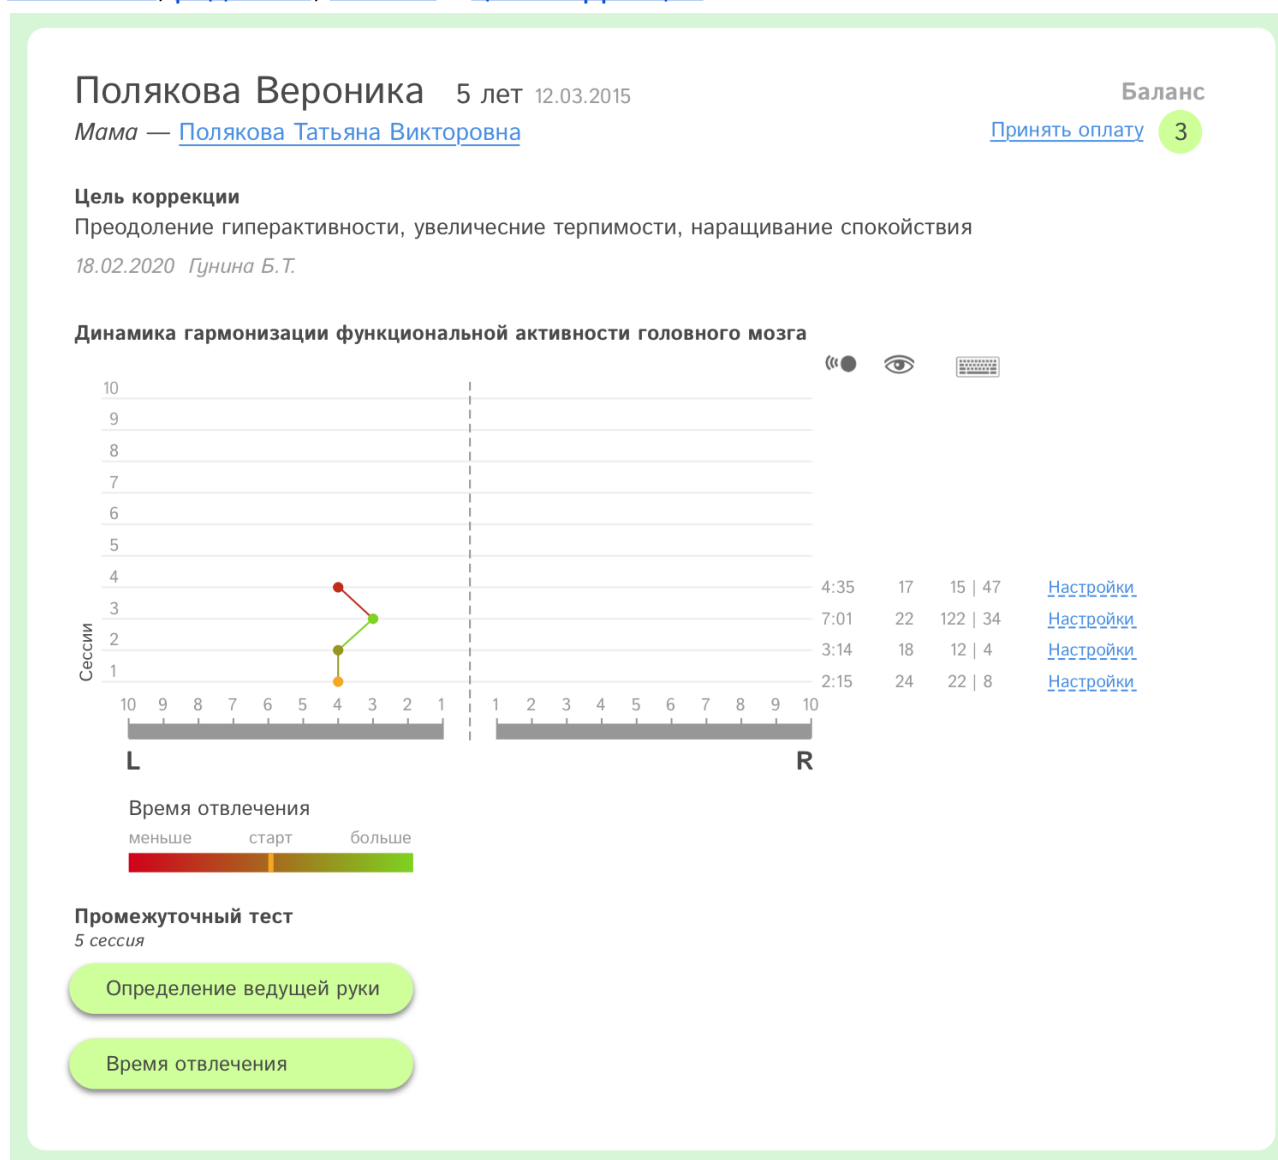 Полякова Вероника 5 лет 12.03.2015
Баланс
Мама — Полякова Татьяна Викторовна
Принять оплату 3
Цель коррекции
Преодоление гиперактивности, увеличесние терпимости, наращивание спокойствия
18.02.2020 Гунина Б.Т.
Динамика гармонизации функциональной активности головного мозга
10
9
8
7
6
5
4 4:35 17 15 | 47 Настройки
3 7:01 22 122 | 34 Настройки
2 3:14 18 12 | 4 Настройки
1 2:15 24 22 | 8 Настройки
Сессии
10 9 8 7 6 5 4 3 2 1 1 2 3 4 5 6 7 8 9 10
L R
Время отвлечения
меньше старт больше
Промежуточный тест
5 сессия
Определение ведущей руки
Время отвлечения